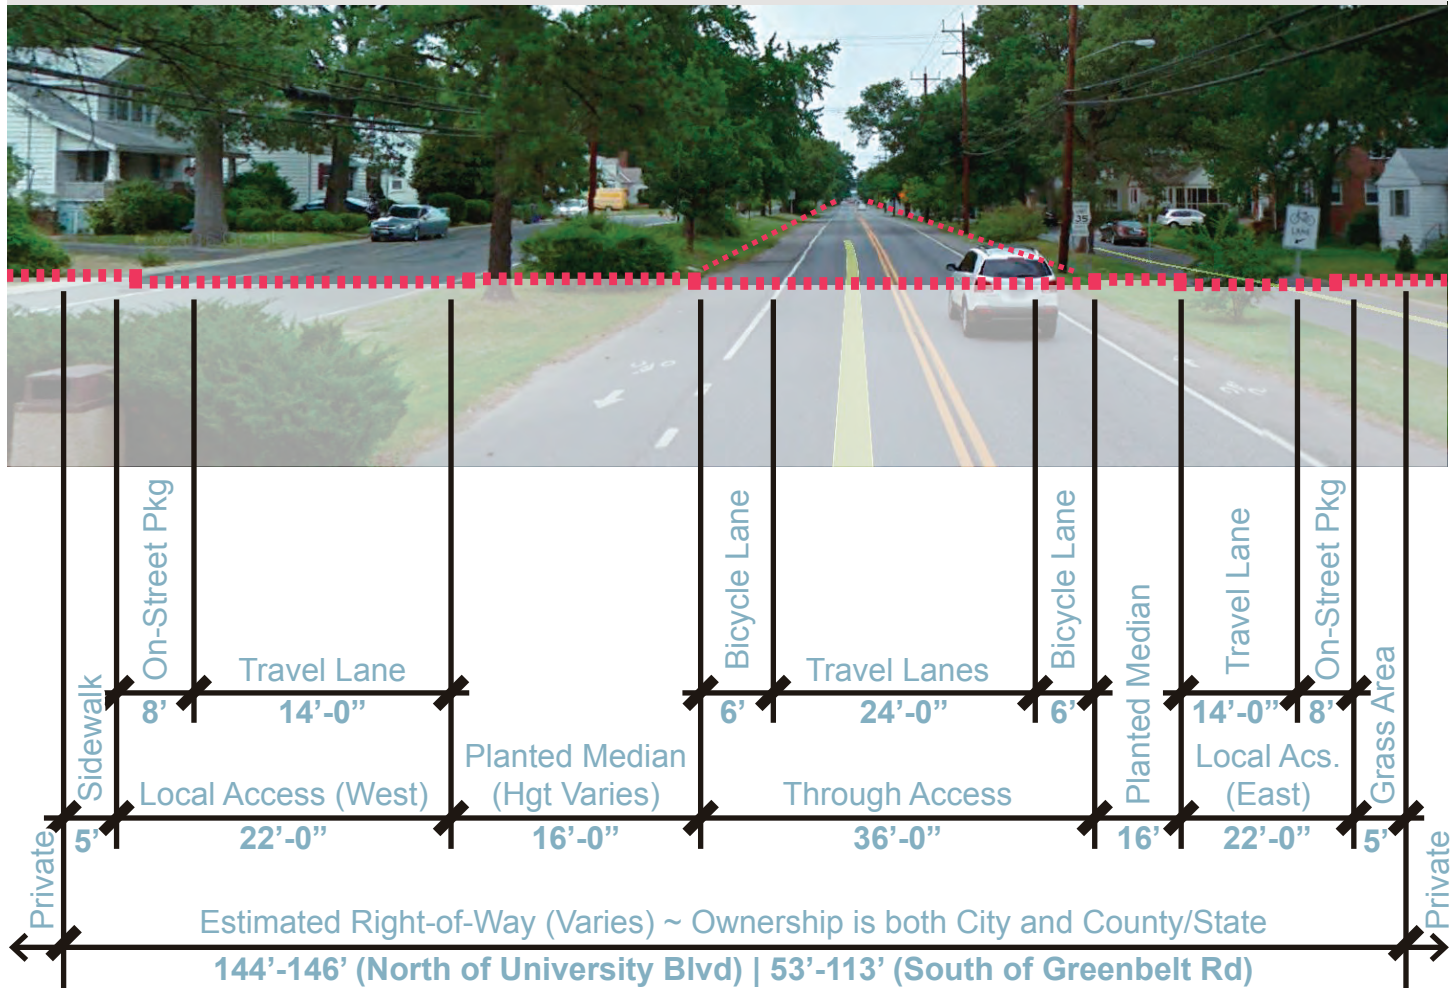 SPEED
LIMIT
35
LANE
On-Street Pkg
Bicycle Lane
Bicycle Lane
Travel Lane
On-Street Pkg
Sidewalk
Travel Lane
Travel Lanes
Planted Median
Grass Area
8’
14’-0”
6’
24’-0”
6’
14’-0”
8’
Planted Median
(Hgt Varies)
Local Access (West)
Through Access
Local Acs.
(East)
5’
22’-0”
16’-0”
36’-0”
16’
22’-0”
5’
Private
Private
Estimated Right-of-Way (Varies) ~ Ownership is both City and County/State
144’-146’ (North of University Blvd) | 53’-113’ (South of Greenbelt Rd)